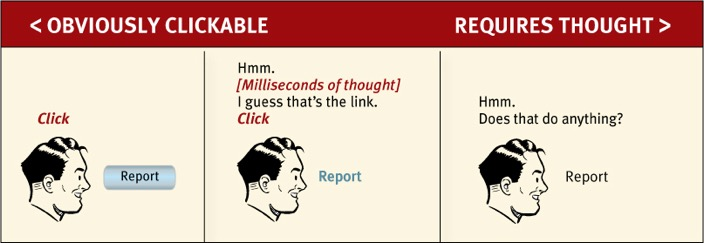 < OBVIOUSLY CLICKABLE
REQUIRES THOUGHT >
Click
Report
Hmm.
[Milliseconds of thought]
I guess that’s the link.
Click
Report
Hmm.
Does that do anything?
Report